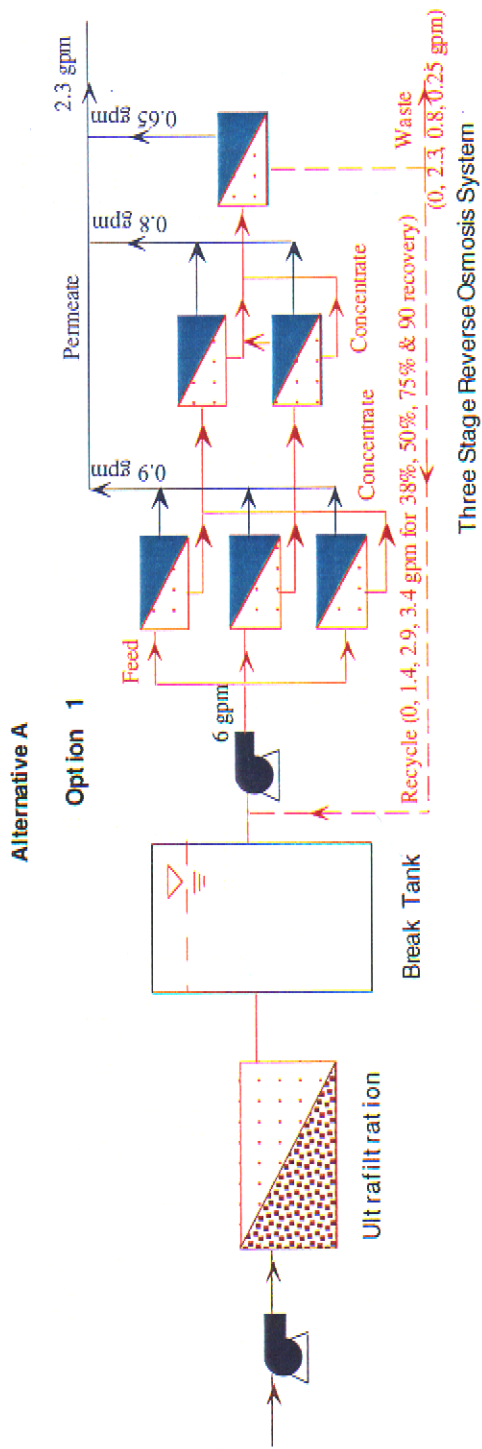 Alternative A
Option 1
Ultrafiltration
Break Tank
6 gpm
Feed
Permeate
2.3 gpm
0.9 gpm
0.8 gpm
0.65 gpm
Concentrate
Concentrate
Waste
(0, 2.3, 0.8, 0.25 gpm)
Recycle (0, 1.4, 2.9, 3.4 gpm for 38%, 50%, 75% & 90 recovery)
Three Stage Reverse Osmosis System